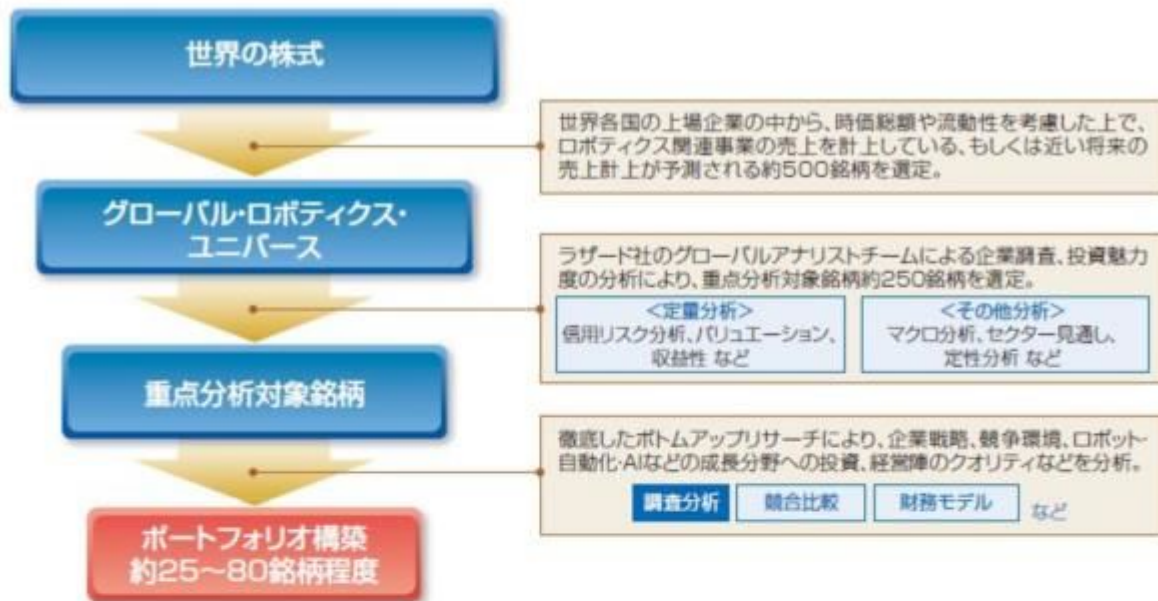 世界の株式
世界各国の上場企業の中から、時価総額や流動性を考慮した上で、
ロボティクス関連事業の売上を計上している、もしくは近い将来の
売上計上が予測される約500銘柄を選定。
グローバル・ロボティクス・
ユニバース
ラザード社のグローバルアナリストチームによる企業調査、投資魅力
度の分析により、重点分析対象銘柄約250銘柄を選定。
<定量分析>
信用リスク分析、バリュエーション、
収益性 など
<その他分析>
マクロ分析、セクター見通し、
定性分析 など
重点分析対象銘柄
徹底したボトムアップリサーチにより、企業戦略、競争環境、ロボット・
自動化・AIなどの成長分野への投資、経営陣のクオリティなどを分析。
調査分析
競合比較
財務モデル
など
ポートフォリオ構築
約25～80銘柄程度